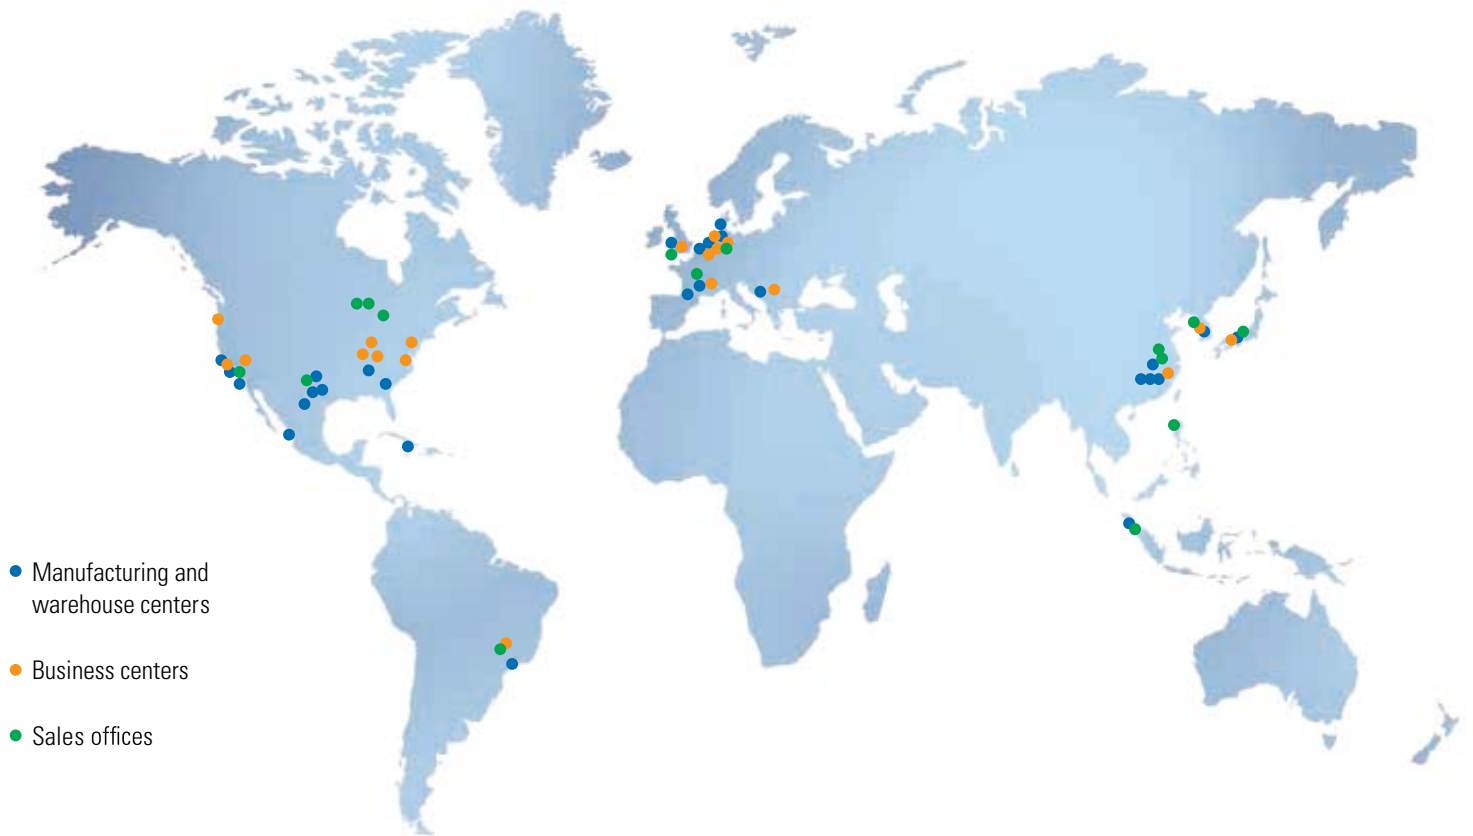 Manufacturing and
warehouse centers
Business centers
Sales offices